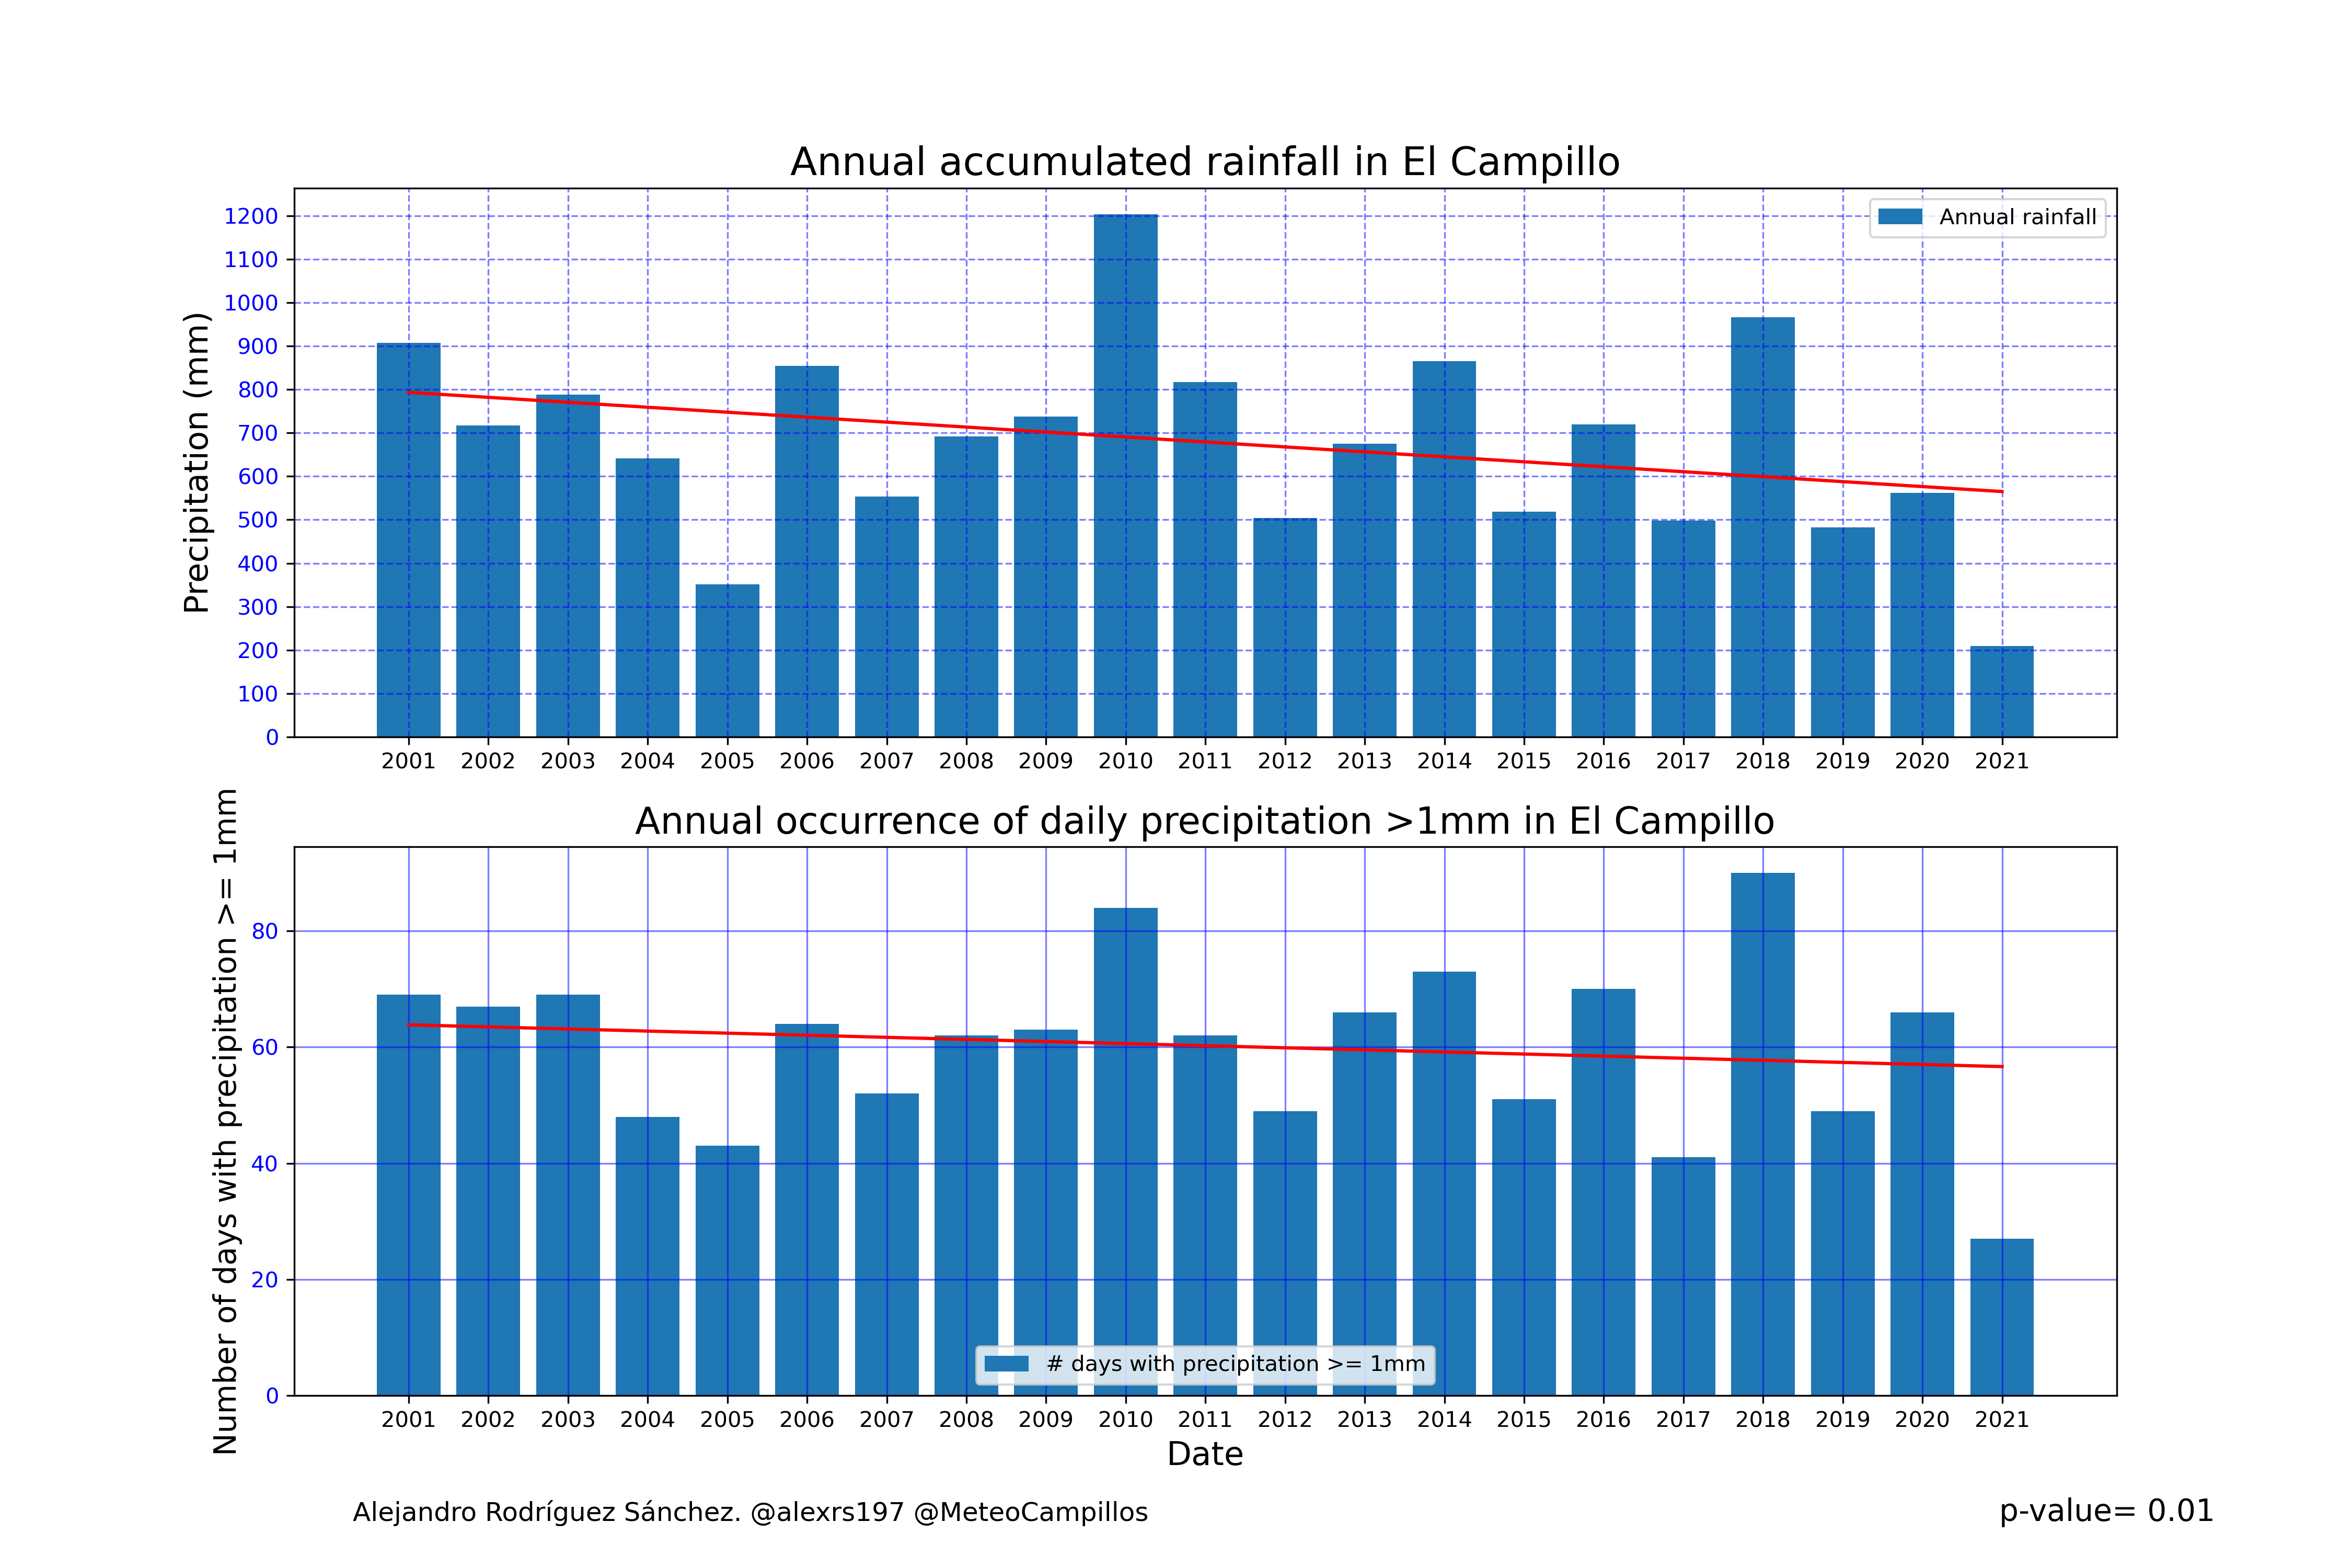 Annual accumulated rainfall in El Campillo
Precipitation (mm)
1200
1100
1000
900
800
700
600
500
400
300
200
100
0
Annual rainfall
2001 2002 2003 2004 2005 2006 2007 2008 2009 2010 2011 2012 2013 2014 2015 2016 2017 2018 2019 2020 2021
Annual occurrence of daily precipitation >1mm in El Campillo
Number of days with precipitation >= 1mm
80
60
40
20
0
# days with precipitation >= 1mm
2001 2002 2003 2004 2005 2006 2007 2008 2009 2010 2011 2012 2013 2014 2015 2016 2017 2018 2019 2020 2021
Date
Alejandro Rodríguez Sánchez. @alexrs197 @MeteoCampillos
p-value= 0.01